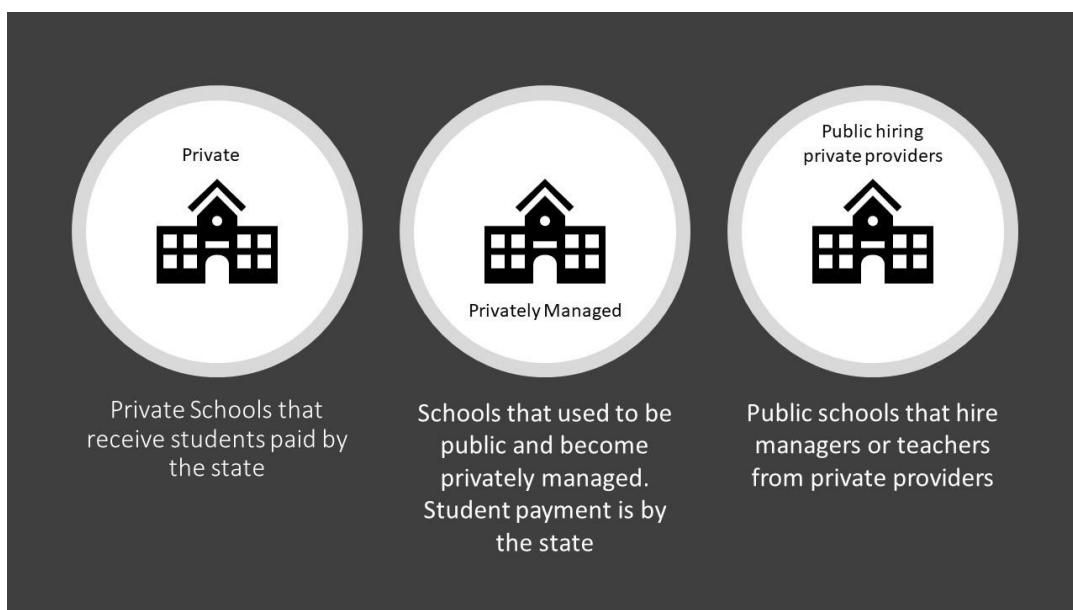 Private
Privately Managed
Public hiring
private providers
Private Schools that
receive students paid by
the state
Schools that used to be
public and become
privately managed.
Student payment is by
the state
Public schools that hire
managers or teachers
from private providers